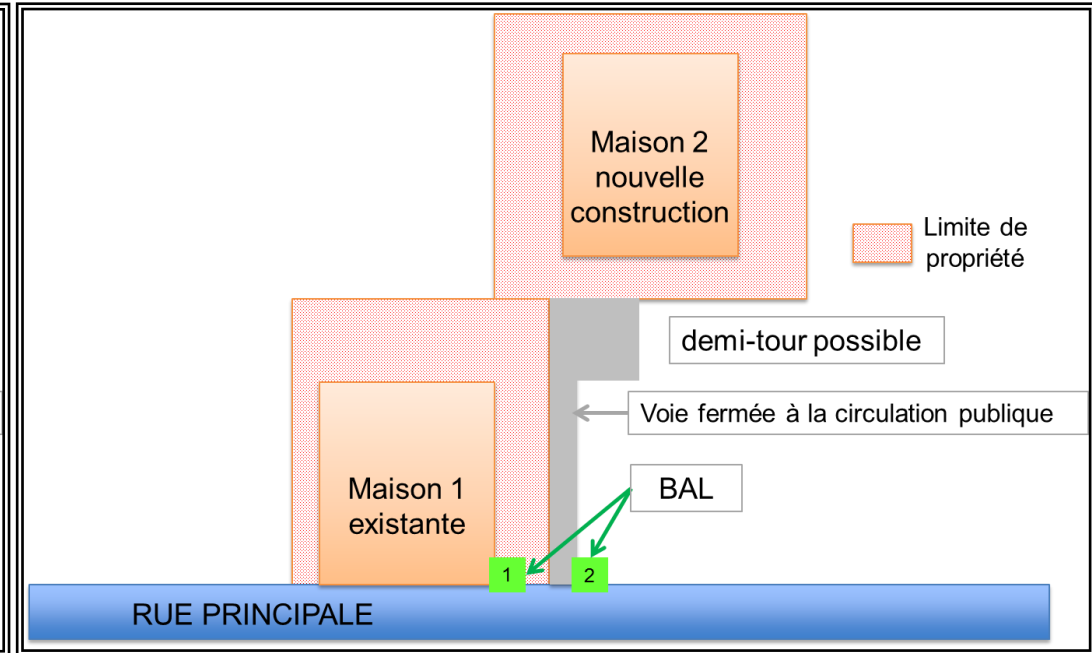 Maison 2
nouvelle
construction
Limite de
propriété
demi-tour possible
Voie fermée à la circulation publique
Maison 1
existante
BAL
1
2
RUE PRINCIPALE